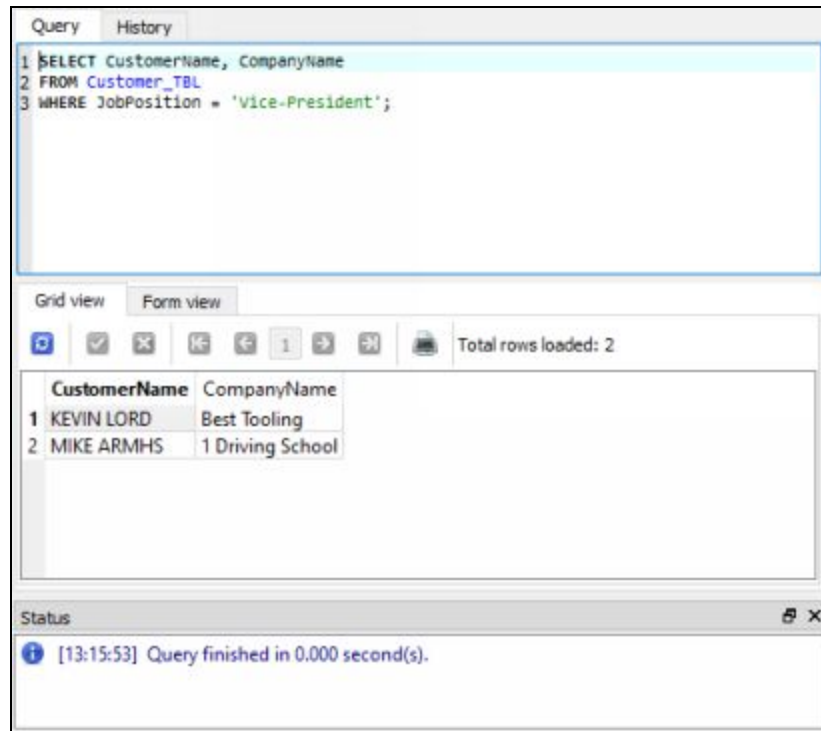 Query History
1 SELECT CustomerName, CompanyName
2 FROM Customer_TBL
3 WHERE JobPosition = 'Vice-President';
Grid view Form view
1 Total rows loaded: 2
CustomerName CompanyName
1 KEVIN LORD Best Tooling
2 MIKE ARMHS 1 Driving School
Status
[13:15:53] Query finished in 0.000 second(s).